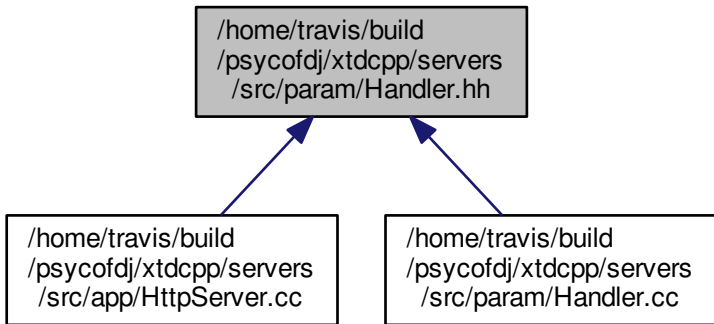 /home/travis/build
/psycofdj/xtdcpp/servers
/src/param/Handler.hh
/home/travis/build
/psycofdj/xtdcpp/servers
/src/app/HttpServer.cc
/home/travis/build
/psycofdj/xtdcpp/servers
/src/param/Handler.cc